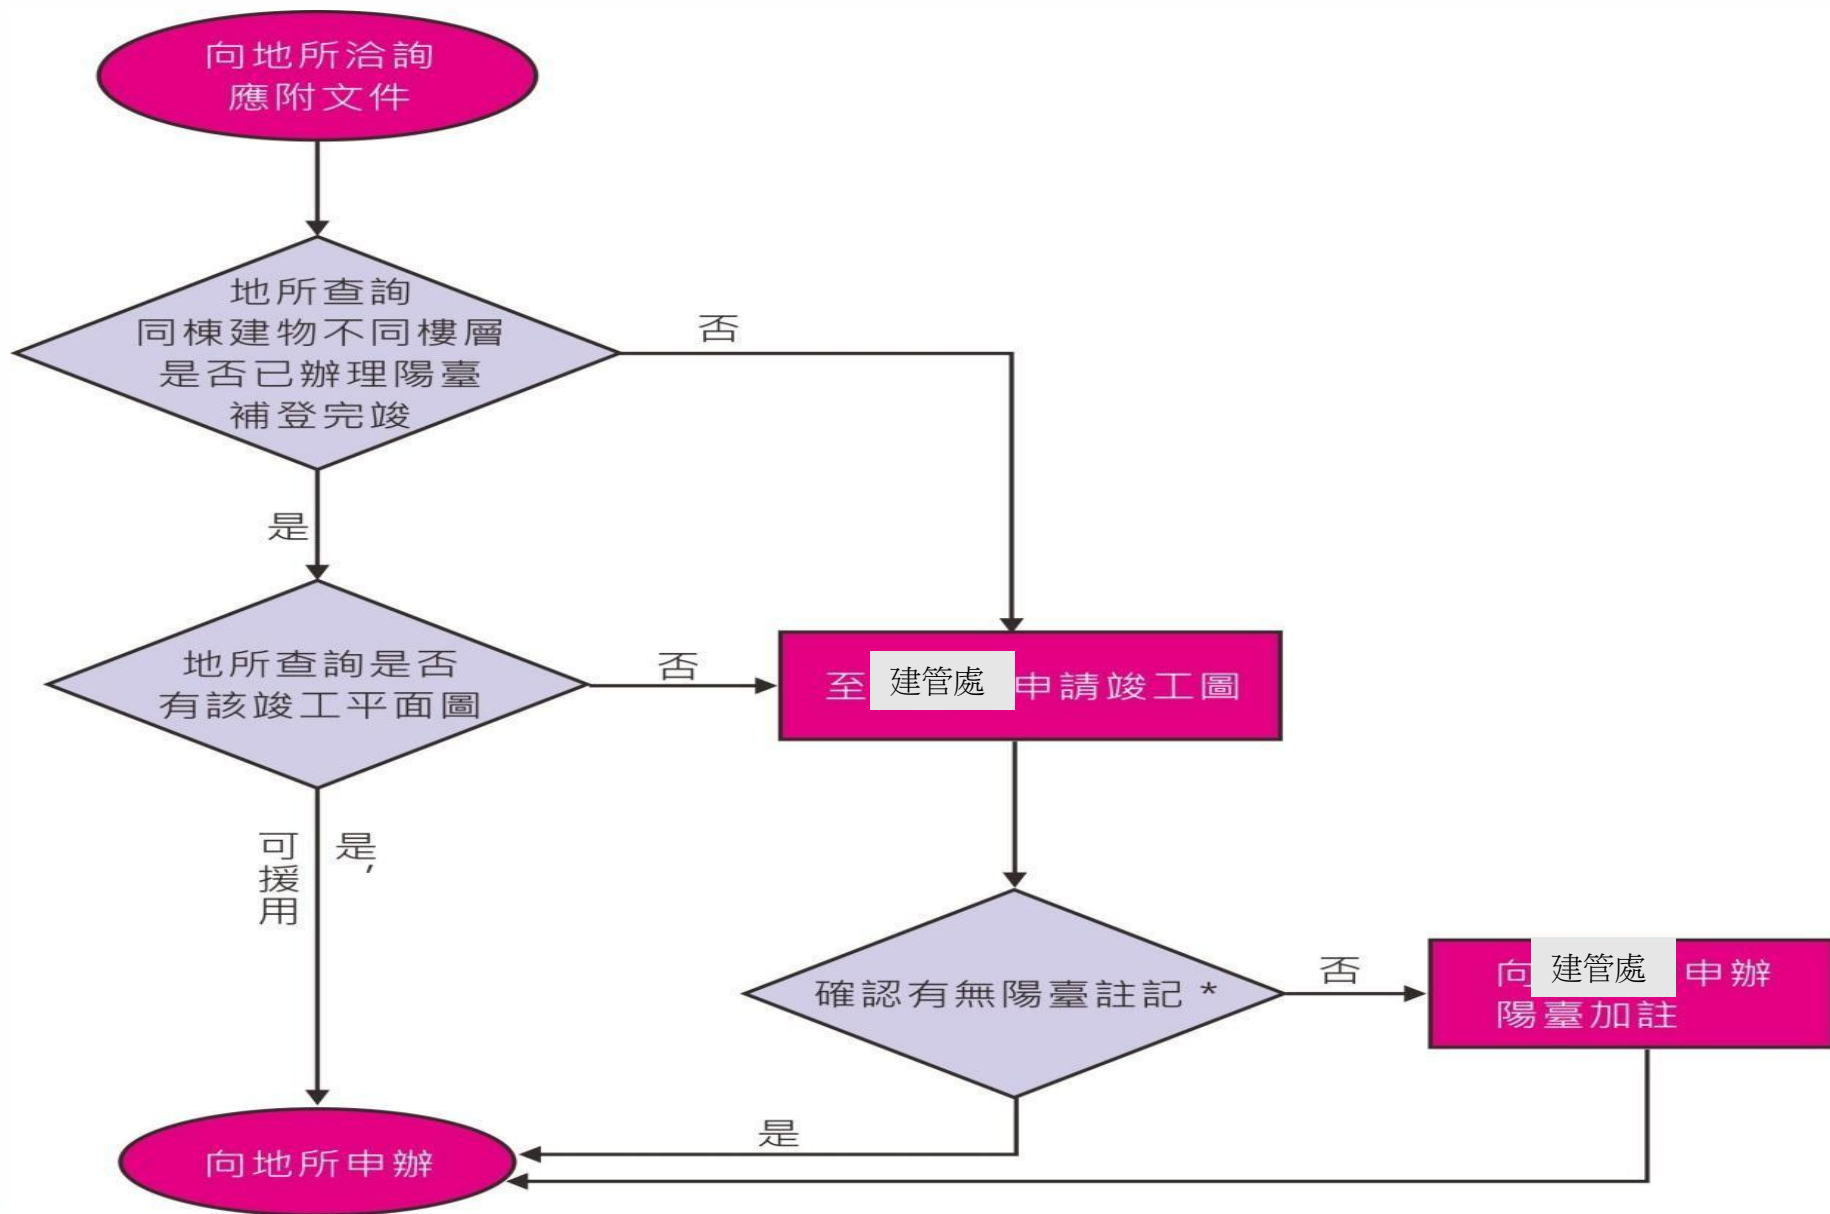 向地所洽詢
應附文件
地所查詢
同棟建物不同樓層
是否已辦理陽臺
補登完竣
否
是
地所查詢是否
有該竣工平面圖
否
至 建管處 申請竣工圖
是,
可援用
確認有無陽臺註記 *
否
向 建管處 申辦
陽臺加註
是
向地所申辦